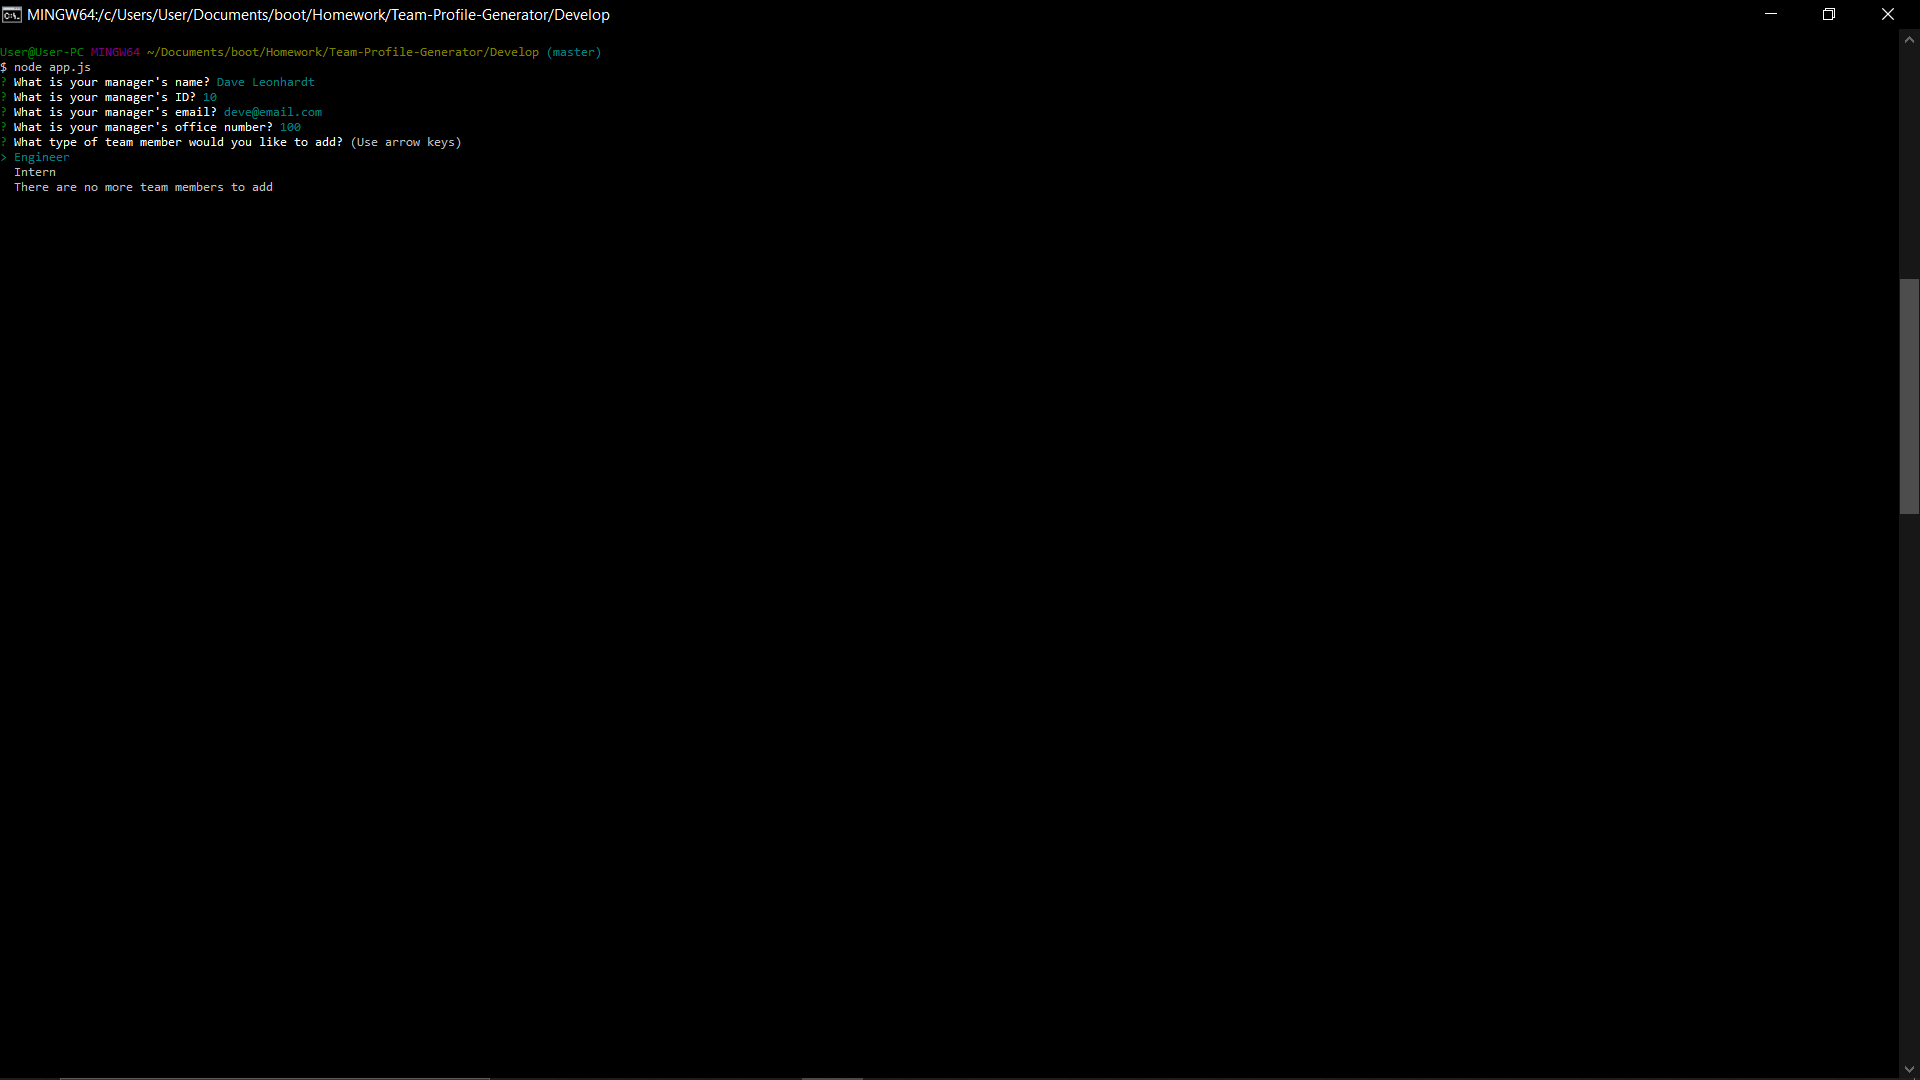 MINGW64:/c/Users/User/Documents/boot/Homework/Team-Profile-Generator/Develop
User@User-PC MINGW64 ~/Documents/boot/Homework/Team-Profile-Generator/Develop (master)
$ node app.js
? What is your manager's name? Dave Leonhardt
? What is your manager's ID? 10
? What is your manager's email? deve@email.com
? What is your manager's office number? 100
? What type of team member would you like to add? (Use arrow keys)
> Engineer
Intern
There are no more team members to add